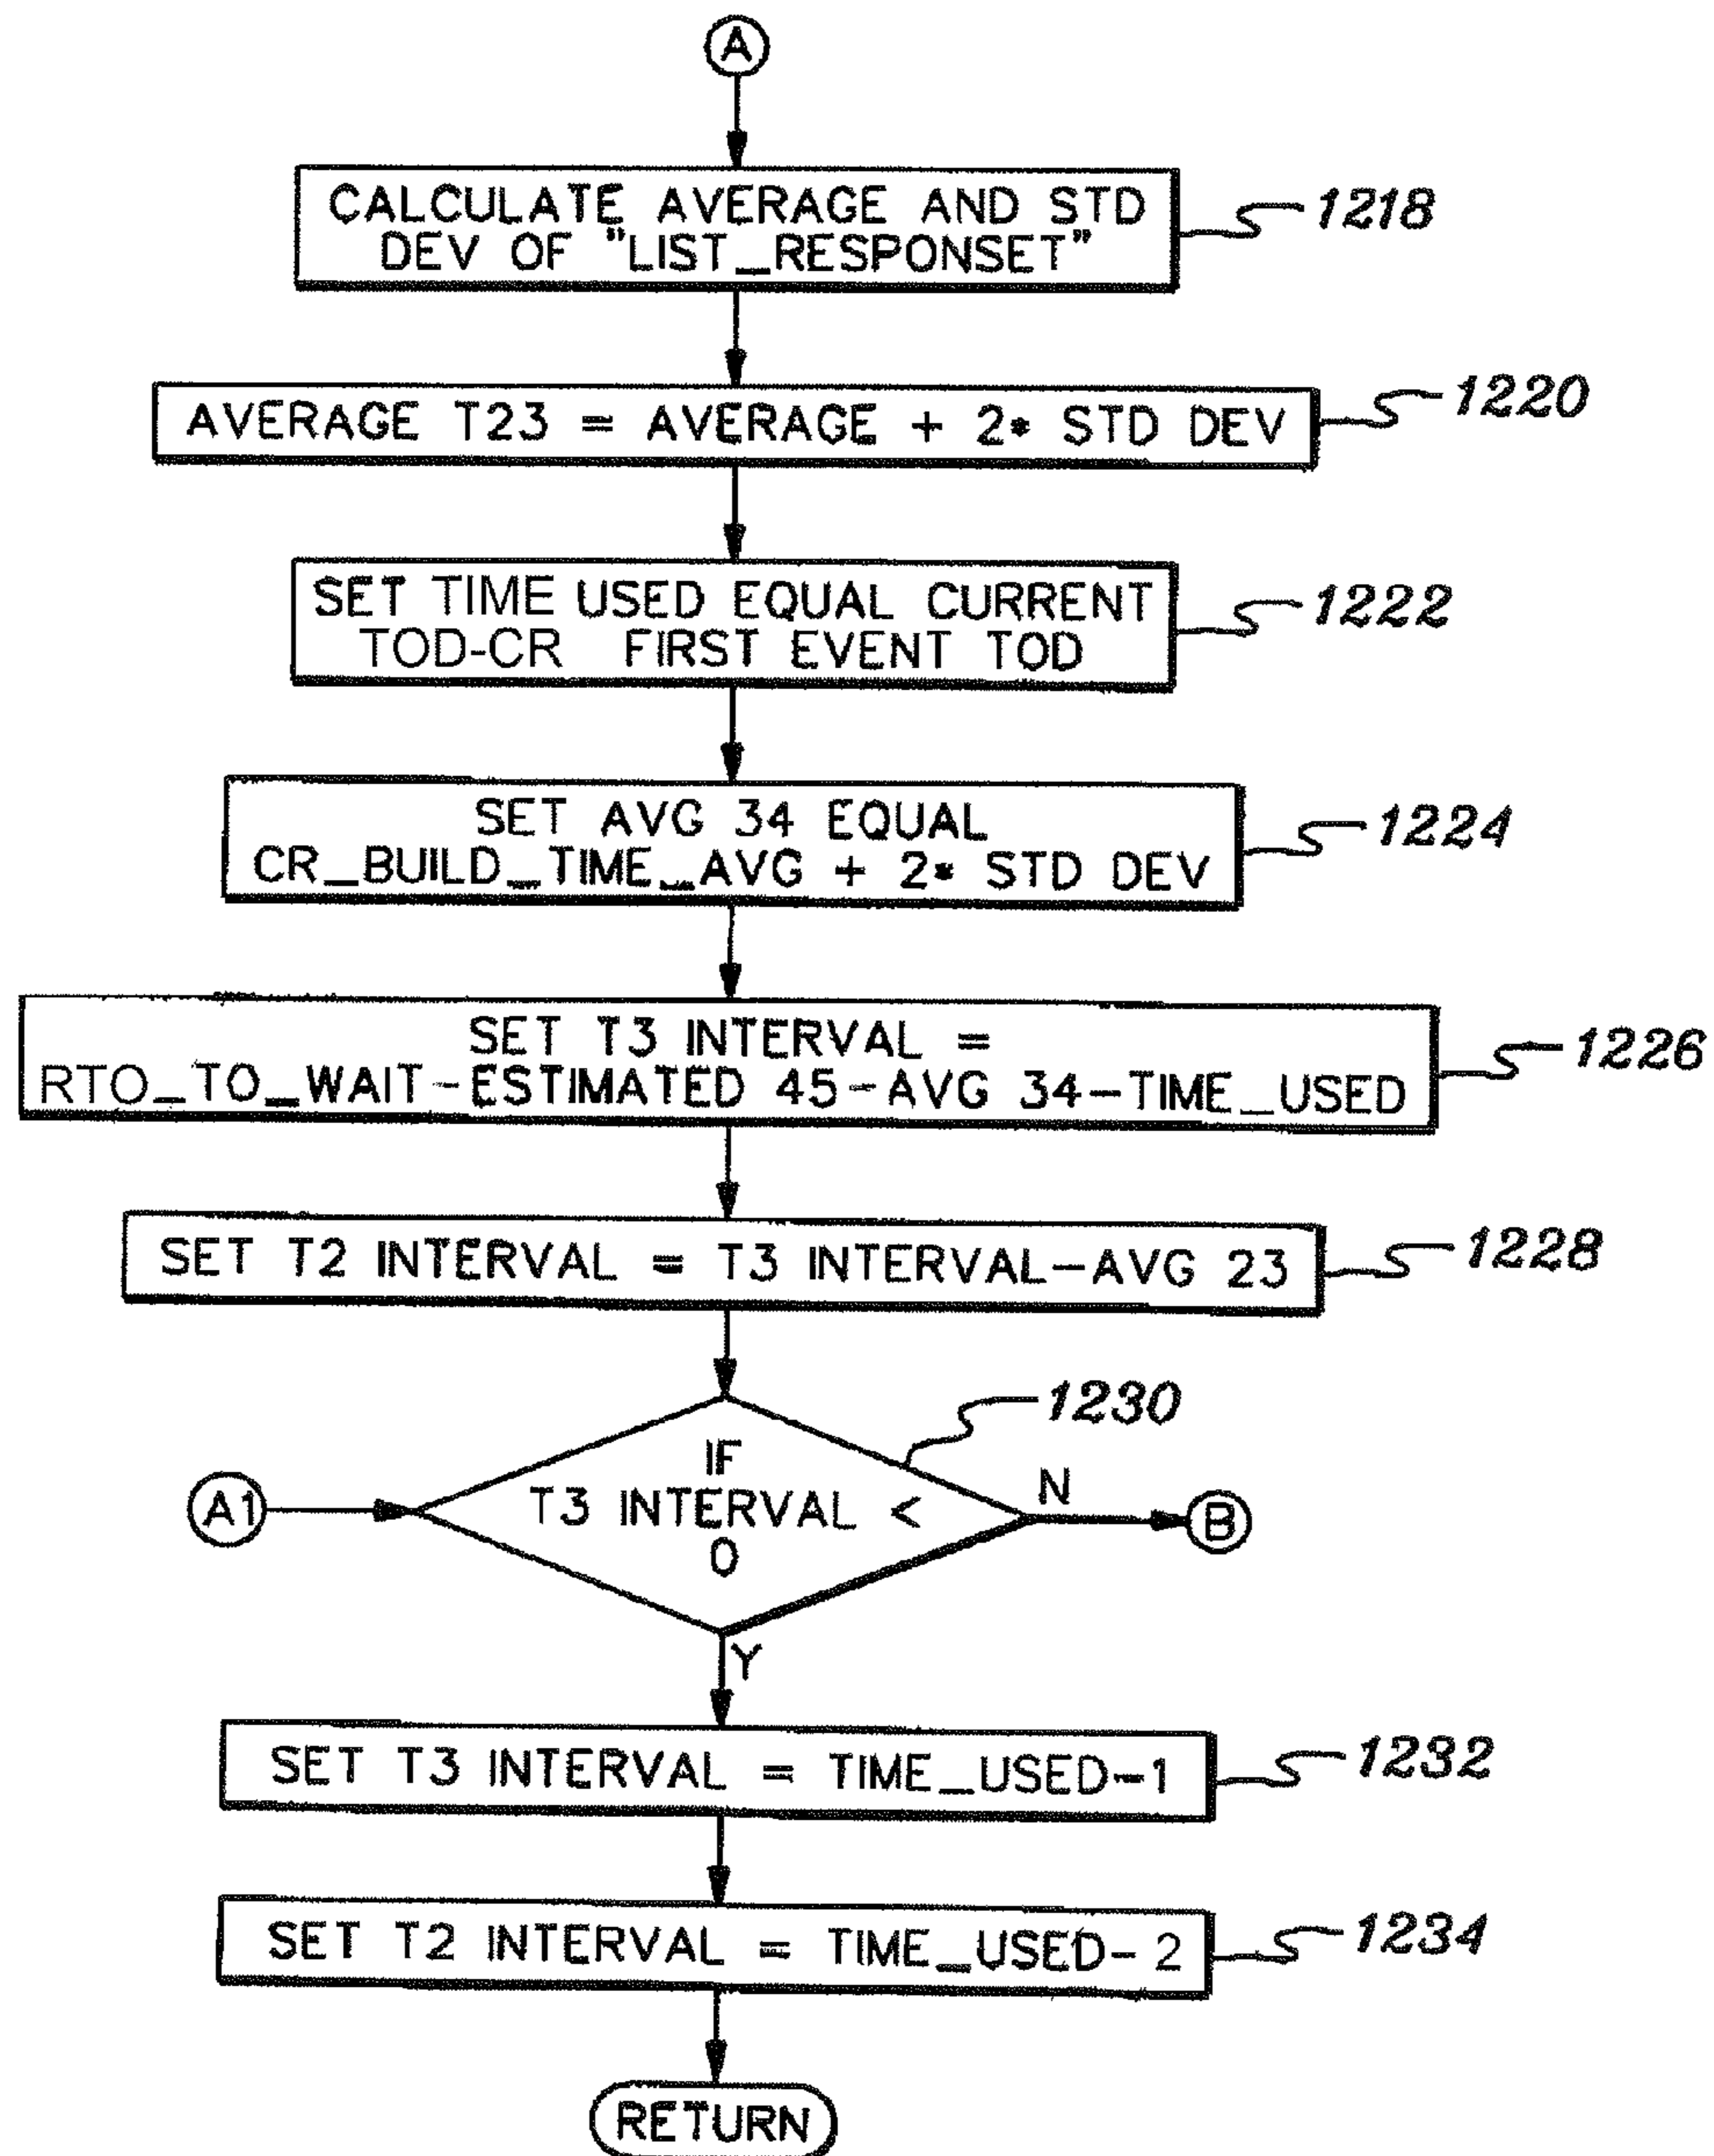 A
CALCULATE AVERAGE AND STD
DEV OF "LIST_RESPONSET"
1218
AVERAGE T23 = AVERAGE + 2* STD DEV
1220
SET TIME USED EQUAL CURRENT
TOD-CR FIRST EVENT TOD
1222
SET AVG 34 EQUAL
CR_BUILD_TIME_AVG + 2* STD DEV
1224
SET T3 INTERVAL =
RTO_TO_WAIT-ESTIMATED 45-AVG 34-TIME_USED
1226
SET T2 INTERVAL = T3 INTERVAL-AVG 23
1228
1230
IF
T3 INTERVAL <
0
A1
N
B
Y
SET T3 INTERVAL = TIME_USED-1
1232
SET T2 INTERVAL = TIME_USED-2
1234
RETURN